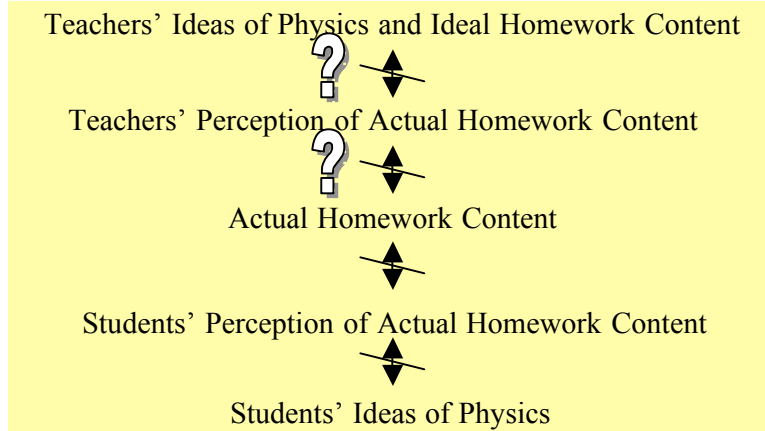 Teachers’ Ideas of Physics and Ideal Homework Content
?
Teachers’ Perception of Actual Homework Content
?
Actual Homework Content
Students’ Perception of Actual Homework Content
Students’ Ideas of Physics